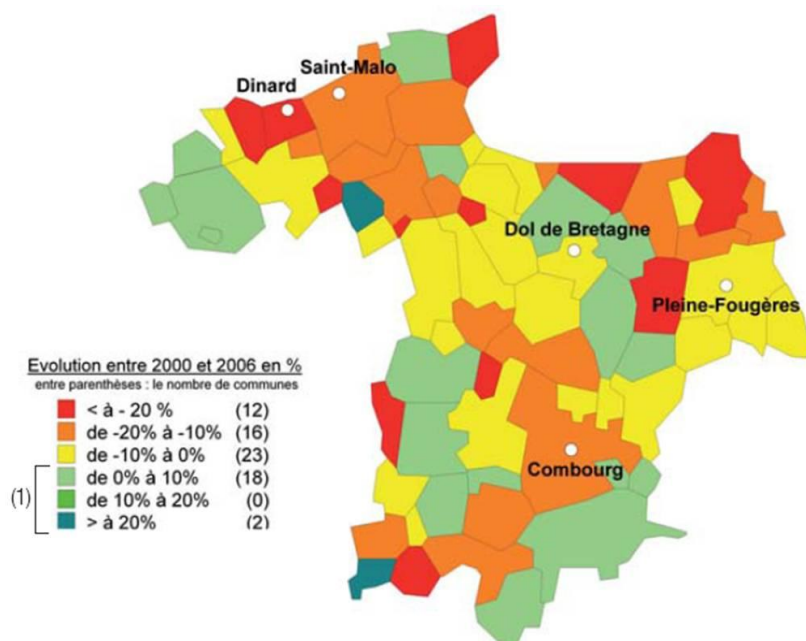 Saint-Malo
Dinard
Dol de Bretagne
Pleine-Fougères
Combourg
Evolution entre 2000 et 2006 en %
entre parenthèses : le nombre de communes
< à - 20 % (12)
de -20% à -10% (16)
de -10% à 0% (23)
de 0% à 10% (18)
(1) de 10% à 20% (0)
> à 20% (2)